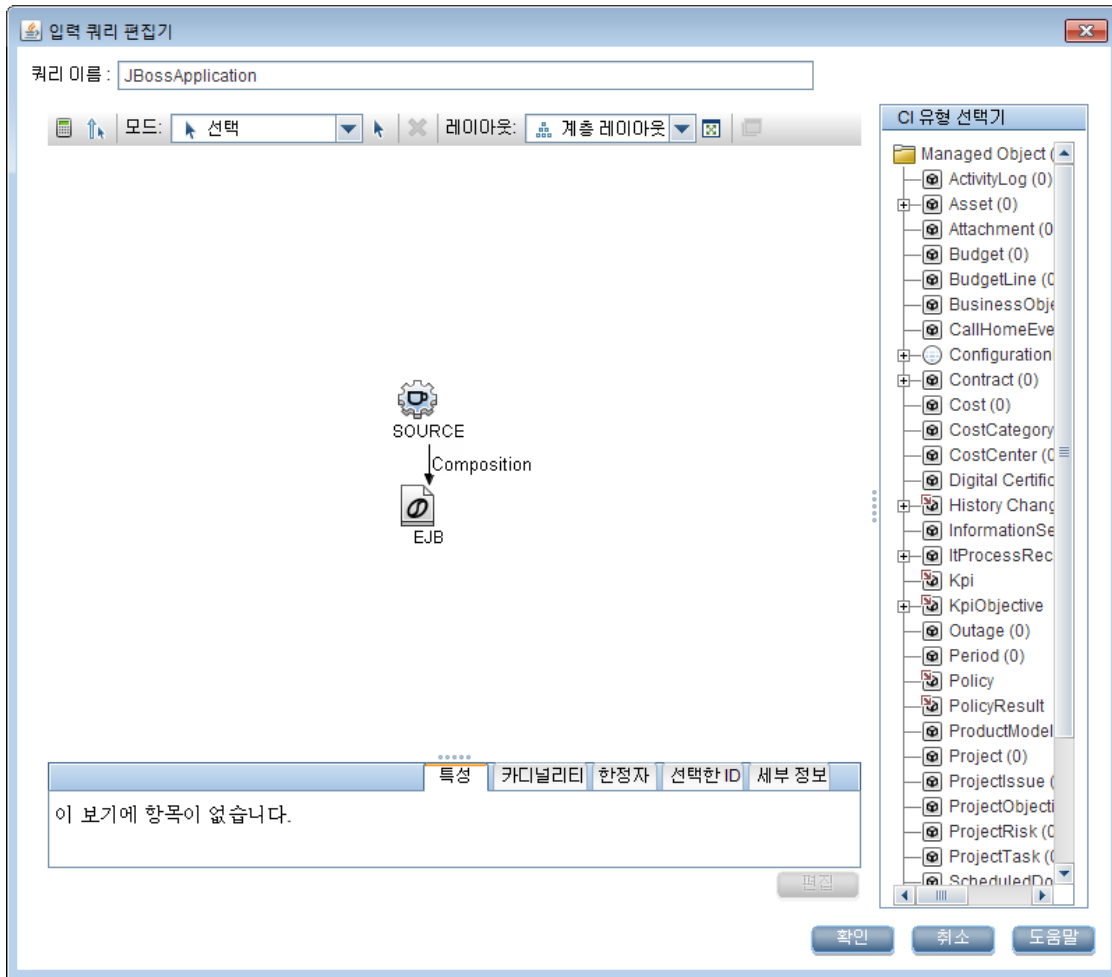 입력 쿼리 편집기
쿼리 이름 : JBossApplication
모드: 선택 레이아웃: 계층 레이아웃
CI 유형 선택기
Managed Object (
ActivityLog (0)
Asset (0)
Attachment (0
Budget (0)
BudgetLine (0
BusinessObje
CallHomeEve
Configuration
Contract (0)
Cost (0)
CostCategory
CostCenter (0
Digital Certific
History Chang
InformationSe
ItProcessRec
Kpi
KpiObjective
Outage (0)
Period (0)
Policy
PolicyResult
ProductModel
Project (0)
ProjectIssue (
ProjectObjecti
ProjectRisk (0
ProjectTask (0
ScheduledDo
SOURCE
Composition
EJB
특성 카디널리티 한정자 선택한 ID 세부 정보
이 보기에 항목이 없습니다.
편집
확인 취소 도움말